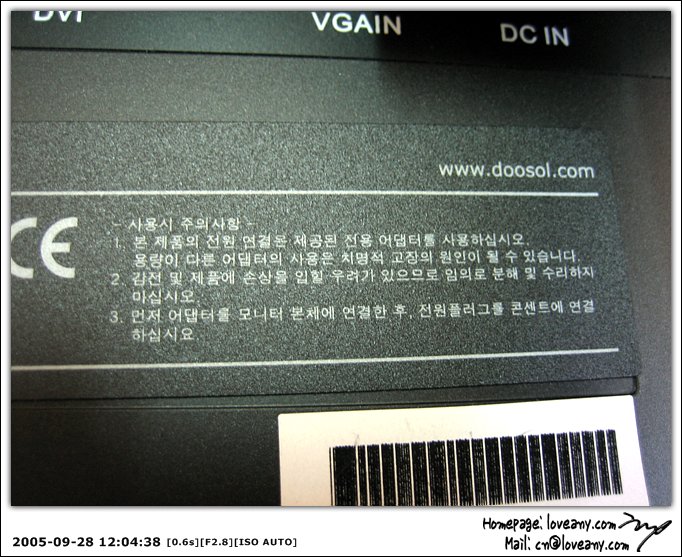 DVI
VGAIN
DC IN
www.doosol.com
CE
- 사용시 주의사항 -
1. 본 제품의 전원 연결은 제공된 전용 어댑터를 사용하십시오.
용량이 다른 어댑터의 사용은 치명적 고장의 원인이 될 수 있습니다.
2. 감전 및 제품에 손상을 입힐 우려가 있으므로 임의로 분해 및 수리하지
마십시오.
3. 먼저 어댑터를 모니터 본체에 연결한 후, 전원플러그를 콘센트에 연결
하십시요.
Homepage: loveany.com
2005-09-28 12:04:38 [0.6s][F2.8][ISO AUTO]
Mail: cn@loveany.com